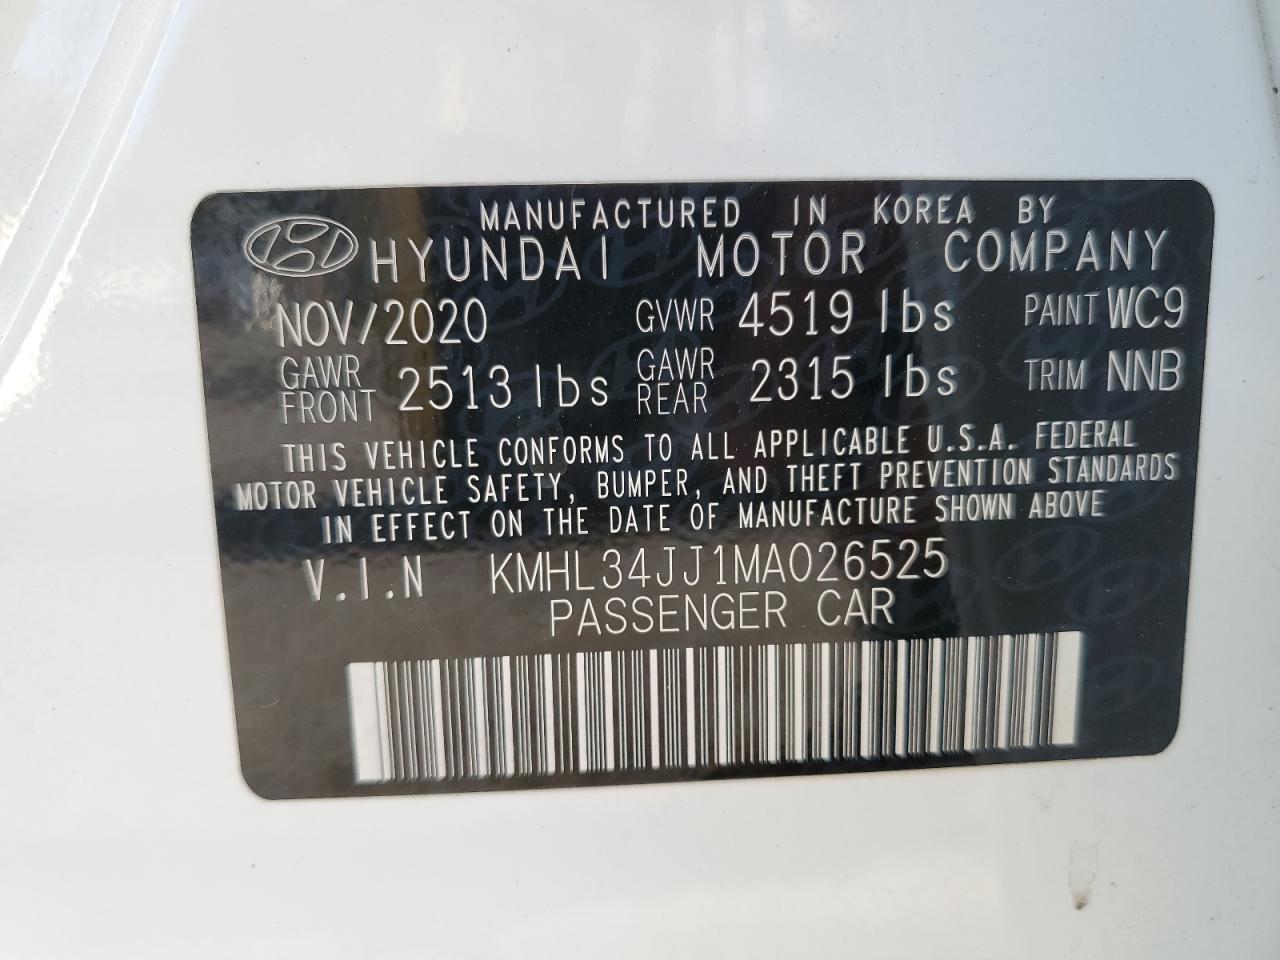 MANUFACTURED IN KOREA BY
HYUNDAI MOTOR COMPANY
NOV/2020 GVWR 4519 lbs PAINT WC9
GAWR FRONT 2513 lbs GAWR REAR 2315 lbs TRIM NNB
THIS VEHICLE CONFORMS TO ALL APPLICABLE U.S.A. FEDERAL
MOTOR VEHICLE SAFETY, BUMPER, AND THEFT PREVENTION STANDARDS
IN EFFECT ON THE DATE OF MANUFACTURE SHOWN ABOVE
V.I.N KMHL34JJ1MA026525
PASSENGER CAR